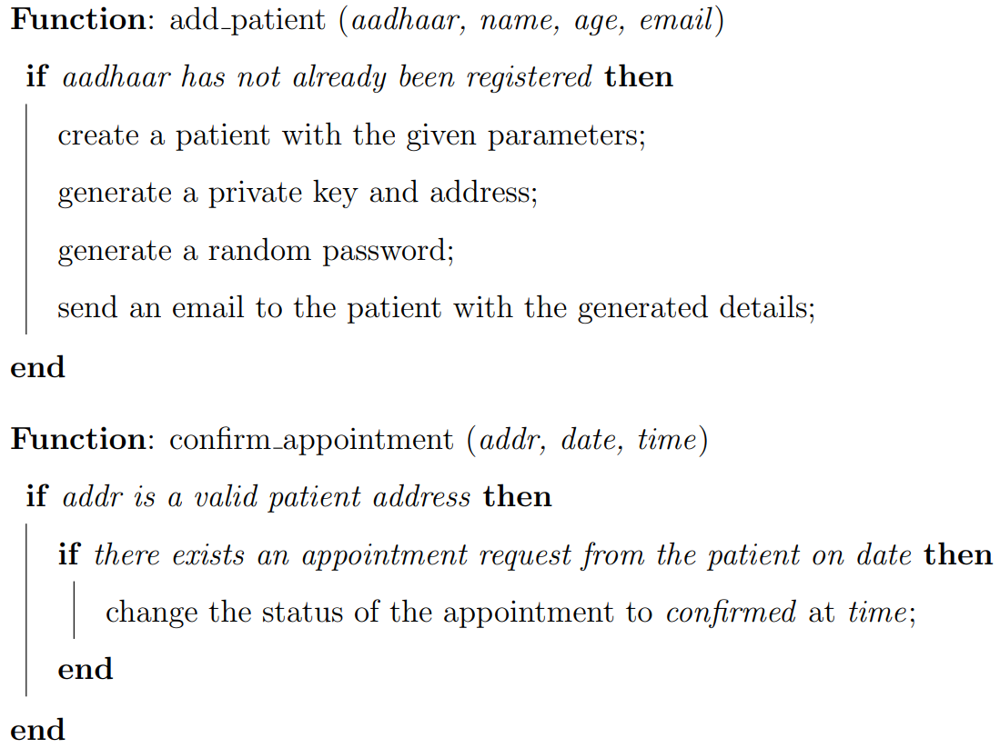 Function: add_patient (aadhaar, name, age, email)
if aadhaar has not already been registered then
create a patient with the given parameters;
generate a private key and address;
generate a random password;
send an email to the patient with the generated details;
end
Function: confirm_appointment (addr, date, time)
if addr is a valid patient address then
if there exists an appointment request from the patient on date then
change the status of the appointment to confirmed at time;
end
end